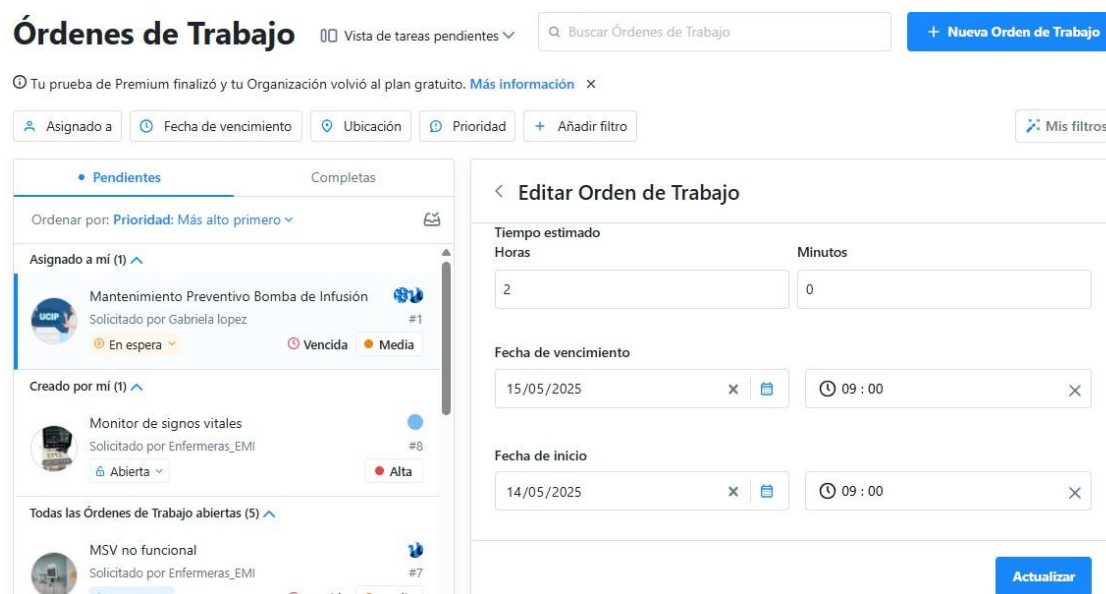 Órdenes de Trabajo
Vista de tareas pendientes
Buscar Órdenes de Trabajo
+ Nueva Orden de Trabajo
Tu prueba de Premium finalizó y tu Organización volvió al plan gratuito. Más información
Asignado a
Fecha de vencimiento
Ubicación
Prioridad
+ Añadir filtro
Mis filtros
Pendientes
Completas
Ordenar por: Prioridad: Más alto primero
Asignado a mí (1)
Mantenimiento Preventivo Bomba de Infusión
UCIP
Solicitado por Gabriela lopez
#1
En espera
Vencida
Media
Creado por mí (1)
Monitor de signos vitales
Solicitado por Enfermeras_EMI
#8
Abierta
Alta
Todas las Órdenes de Trabajo abiertas (5)
MSV no funcional
Solicitado por Enfermeras_EMI
#7
Editar Orden de Trabajo
Tiempo estimado
Horas
Minutos
2
0
Fecha de vencimiento
15/05/2025
09 : 00
Fecha de inicio
14/05/2025
09 : 00
Actualizar